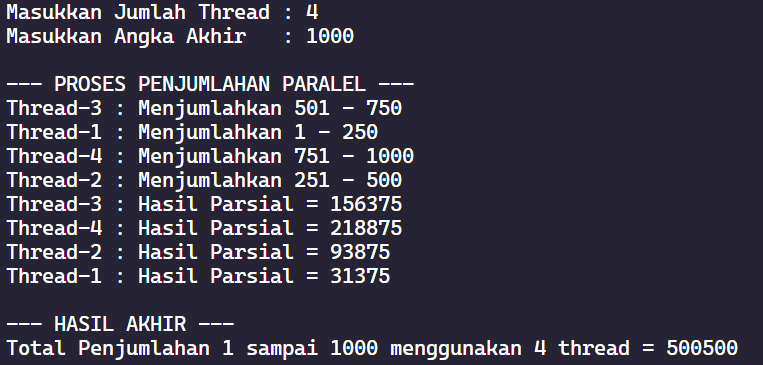 Masukkan Jumlah Thread : 4
Masukkan Angka Akhir   : 1000
--- PROSES PENJUMLAHAN PARALEL ---
Thread-3 : Menjumlahkan 501 - 750
Thread-1 : Menjumlahkan 1 - 250
Thread-4 : Menjumlahkan 751 - 1000
Thread-2 : Menjumlahkan 251 - 500
Thread-3 : Hasil Parsial = 156375
Thread-4 : Hasil Parsial = 218875
Thread-2 : Hasil Parsial = 93875
Thread-1 : Hasil Parsial = 31375
--- HASIL AKHIR ---
Total Penjumlahan 1 sampai 1000 menggunakan 4 thread = 500500